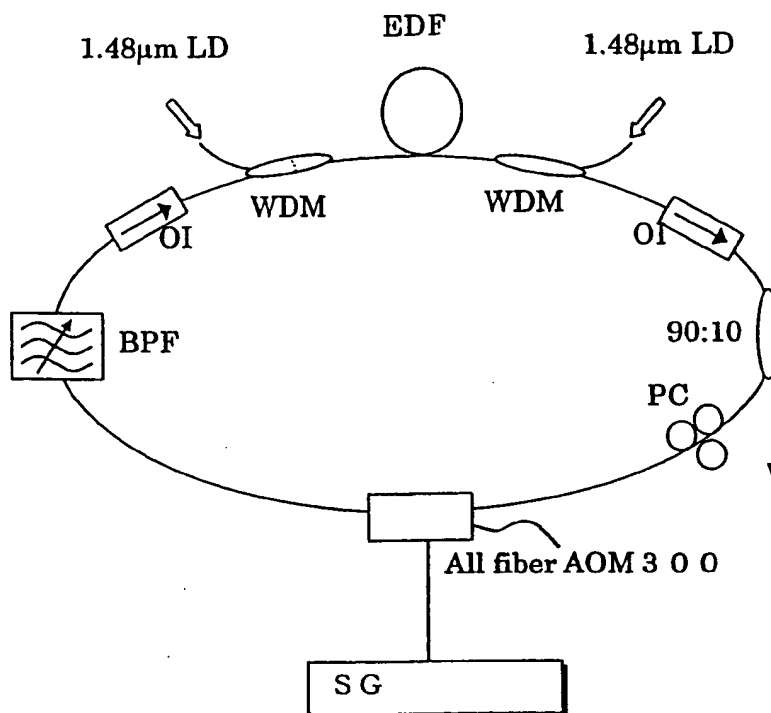 EDF
1.48μm LD
1.48μm LD
WDM
WDM
OI
OI
BPF
90:10
PC
All fiber AOM 3 0 0
S G